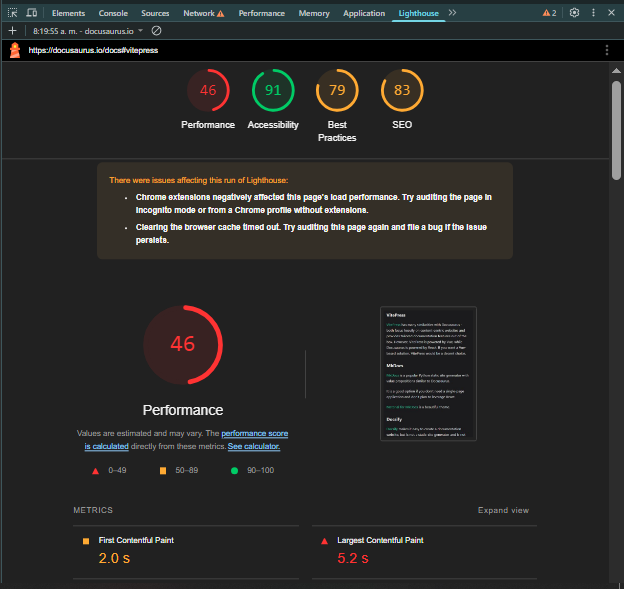 Elements Console Sources Network Performance Memory Application Lighthouse 2
8:19:55 a. m. - docusaurus.io
https://docusaurus.io/docs#vitepress
46 91 79 83
Performance Accessibility Best Practices SEO
There were issues affecting this run of Lighthouse:
Chrome extensions negatively affected this page's load performance. Try auditing the page in
incognito mode or from a Chrome profile without extensions.
Clearing the browser cache timed out. Try auditing this page again and file a bug if the issue
persists.
46
Performance
Values are estimated and may vary. The performance score
is calculated directly from these metrics. See calculator.
0–49 50–89 90–100
VitePress
MkDocs
Docsify
METRICS Expand view
First Contentful Paint Largest Contentful Paint
2.0 s 5.2 s